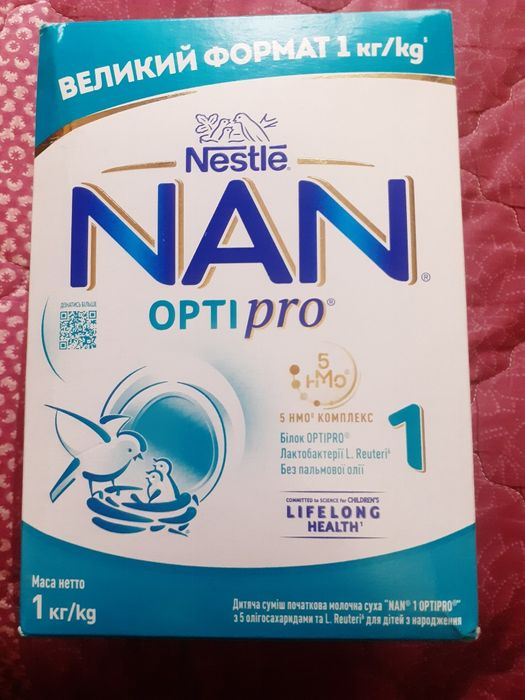 ВЕЛИКИЙ ФОРМАТ 1 кг/kg
Nestlé
NAN®
OPTIpro®
ДІЗНАТИСЬ БІЛЬШЕ
5
HMO
5 HMO КОМПЛЕКС
1
Білок OPTIPRO®
Лактобактерії L. Reuteri
Без пальмової олії
COMMITTED to SCIENCE for CHILDREN'S
LIFELONG
HEALTH
Маса нетто
1 кг/kg
Дитяча суміш початкова молочна суха "NAN® 1 OPTIPRO®"
з 5 олігосахаридами та L. Reuteri для дітей з народження